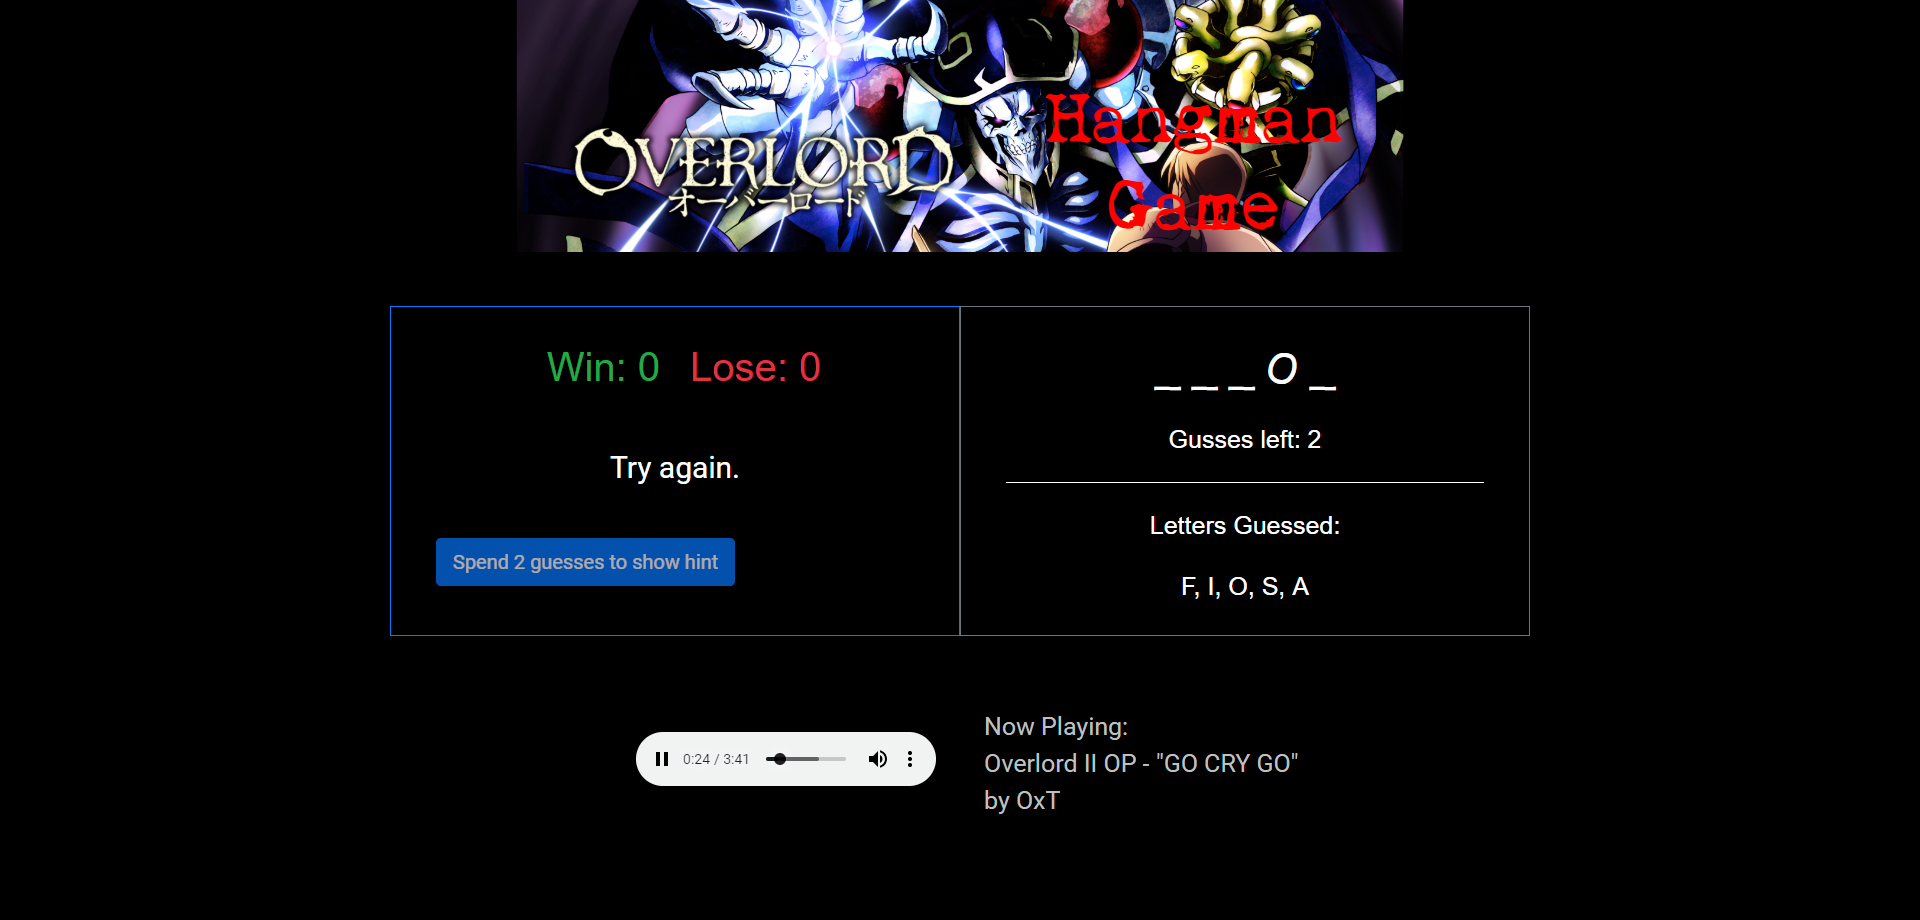 OVERLORD
オーバーロード
Hangman
Game
Win: 0 Lose: 0
Try again.
Spend 2 guesses to show hint
_ _ _ O _
Gusses left: 2
Letters Guessed:
F, I, O, S, A
0:24 / 3:41
Now Playing:
Overlord II OP - "GO CRY GO"
by OxT